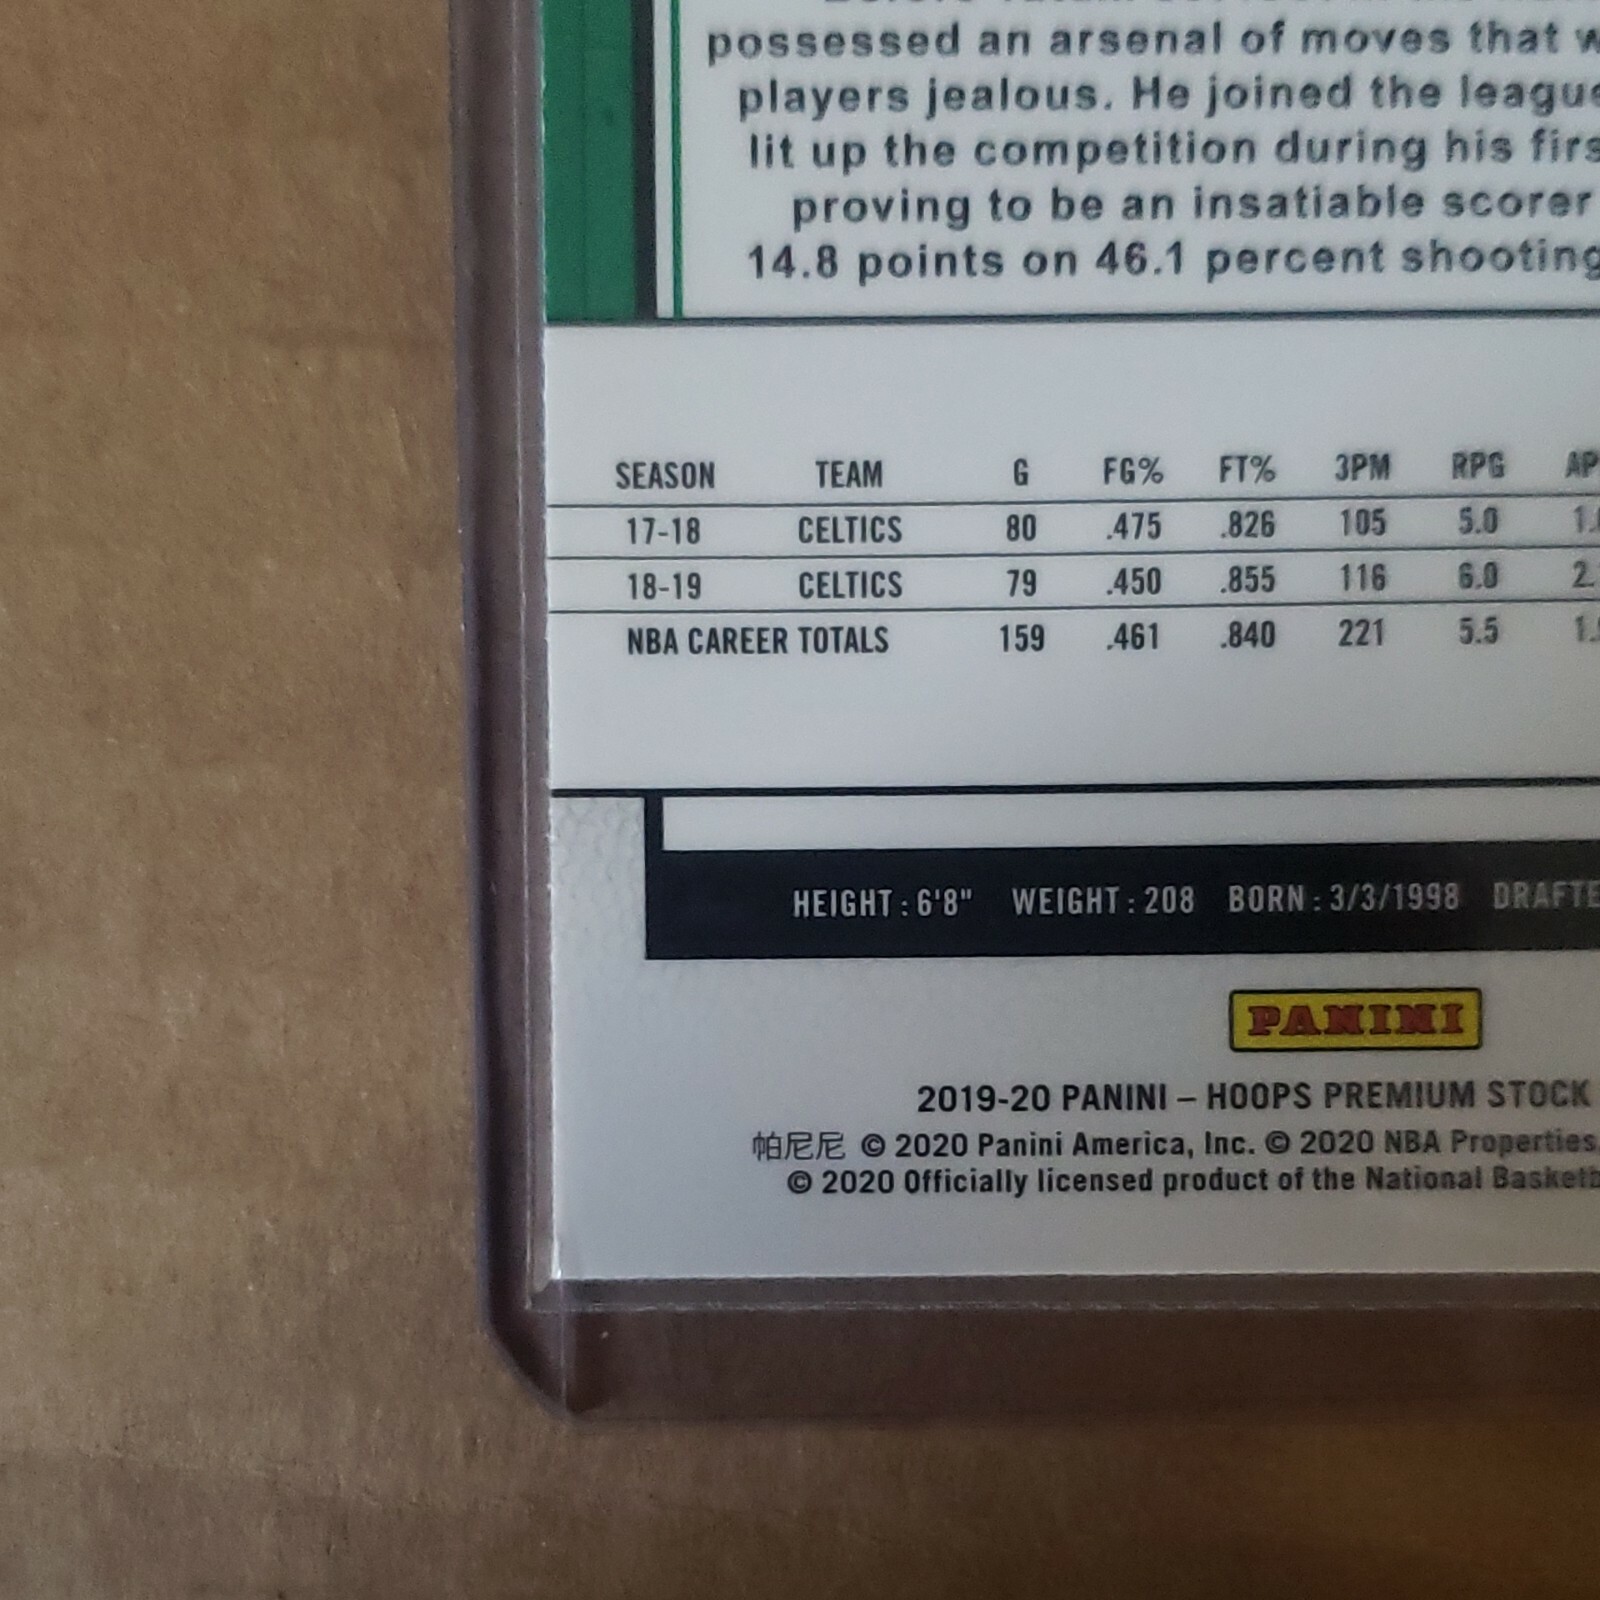 possessed an arsenal of moves that
players jealous. He joined the league
lit up the competition during his
proving to be an insatiable scorer
14.8 points on 46.1 percent shooting
SEASON TEAM G FG% FT% 3PM RPG
17-18 CELTICS 80 .475 .826 105 5.0
18-19 CELTICS 79 .450 .855 116 6.0
NBA CAREER TOTALS 159 .461 .840 221 5.5
HEIGHT : 6'8" WEIGHT : 208 BORN : 3/3/1998
PANINI
2019-20 PANINI – HOOPS PREMIUM STOCK
帕尼尼 © 2020 Panini America, Inc. © 2020 NBA Properties,
© 2020 Officially licensed product of the National